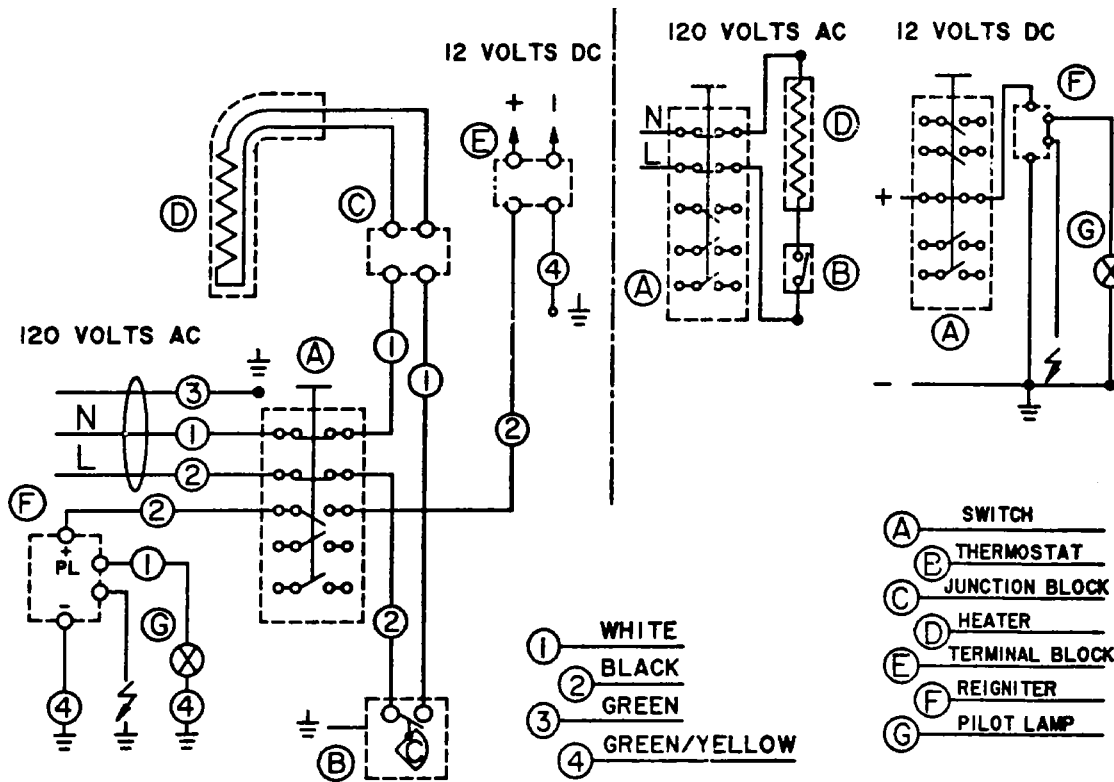 12 VOLTS DC
+ –
E
D
C
4
120 VOLTS AC
A
1 1
3
N 1
L 2
2
F
2
+
PL
–
1
G
2
4 4
B
C
120 VOLTS AC
N
L
D
B
A
12 VOLTS DC
F
+
G
A
–
1 WHITE
2 BLACK
3 GREEN
4 GREEN/YELLOW
A SWITCH
B THERMOSTAT
C JUNCTION BLOCK
D HEATER
E TERMINAL BLOCK
F REIGNITER
G PILOT LAMP